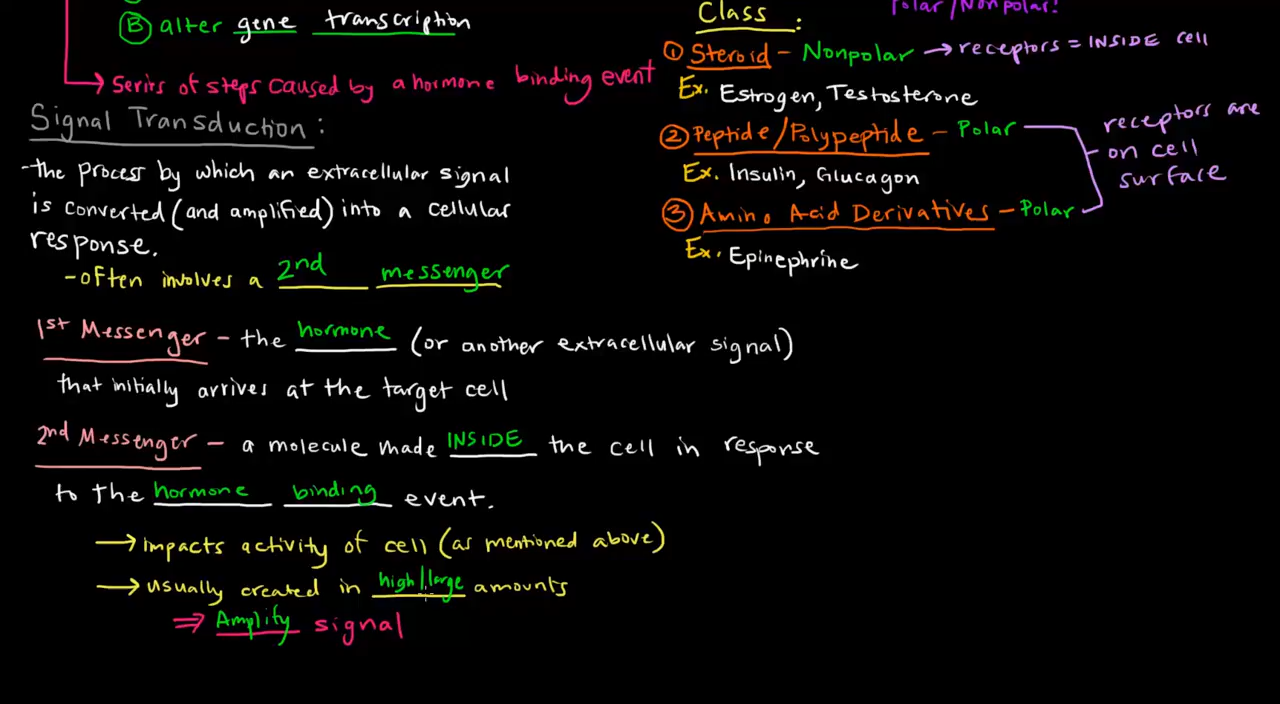 Ⓑ alter gene transcription
→ Series of steps caused by a hormone binding event
Signal Transduction:
-the process by which an extracellular signal
is converted (and amplified) into a cellular
response.
-often involves a 2nd messenger
1st Messenger - the hormone (or another extracellular signal)
that initially arrives at the target cell
2nd Messenger - a molecule made INSIDE the cell in response
to the hormone binding event.
→ impacts activity of cell (as mentioned above)
→ usually created in high/large amounts
⇒ Amplify signal
Polar/Nonpolar?
Class:
① Steroid - Nonpolar → receptors = INSIDE cell
Ex. Estrogen, Testosterone
② Peptide/Polypeptide - Polar
Ex. Insulin, Glucagon
③ Amino Acid Derivatives - Polar
Ex. Epinephrine
receptors are
on cell
surface